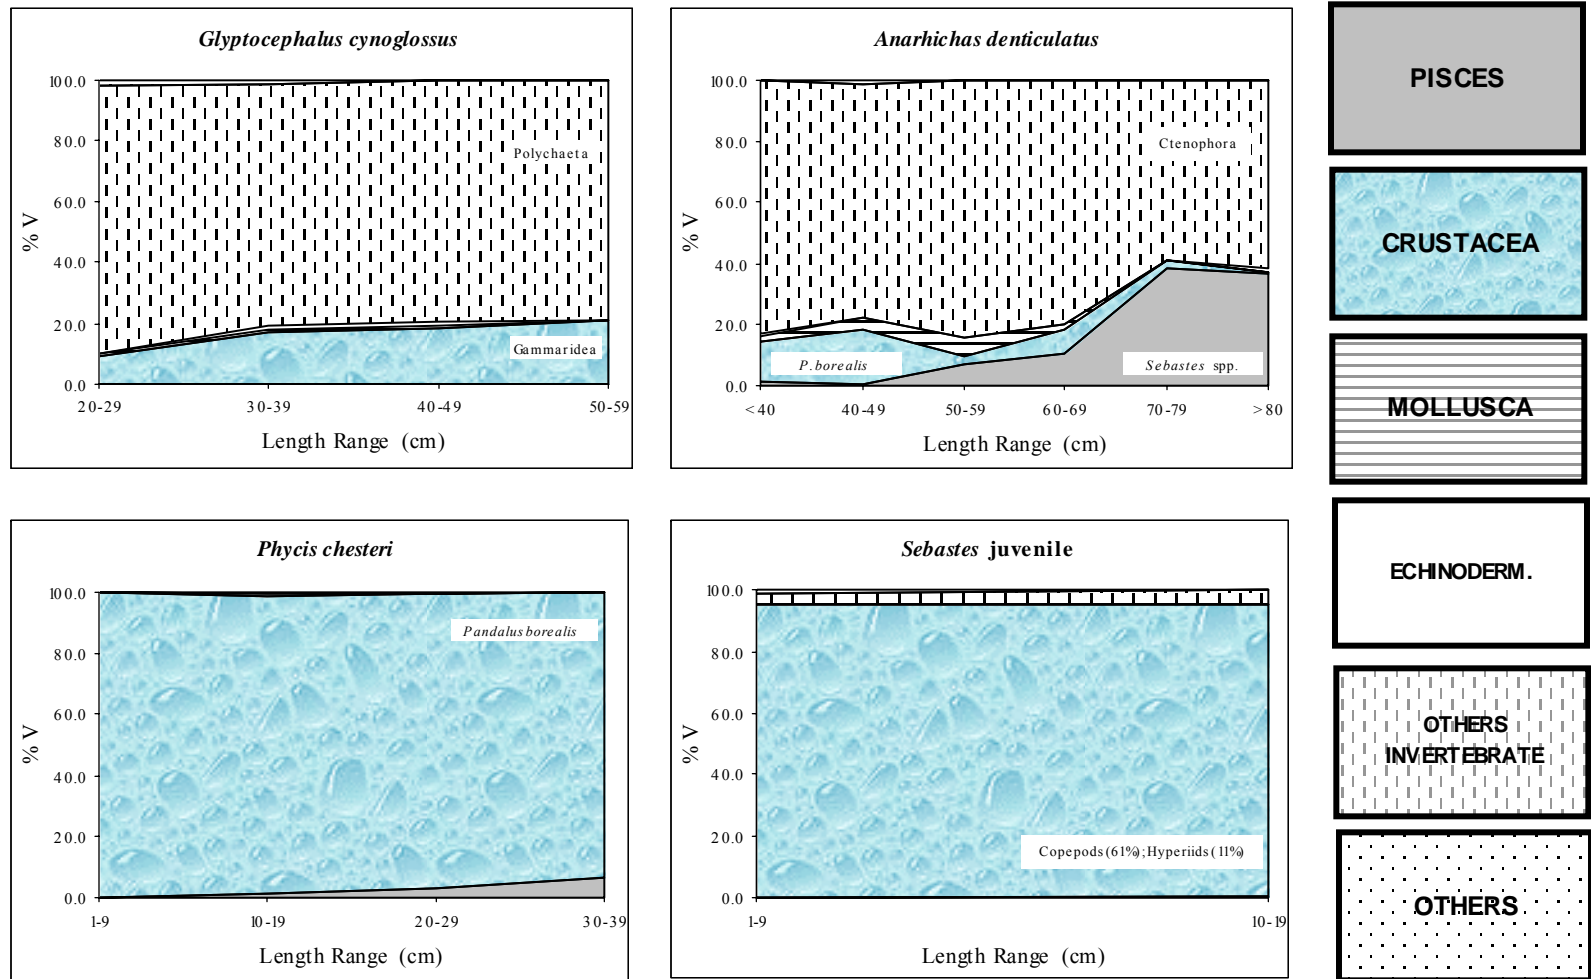 Glyptocephalus cynoglossus
100.0
80.0
60.0
40.0
20.0
0.0
% V
Polychaeta
Gammaridea
20-29 30-39 40-49 50-59
Length Range (cm)
Anarhichas denticulatus
100.0
80.0
60.0
40.0
20.0
0.0
% V
Ctenophora
P.borealis
Sebastes spp.
<40 40-49 50-59 60-69 70-79 >80
Length Range (cm)
Phycis chesteri
100.0
80.0
60.0
40.0
20.0
0.0
% V
Pandalus borealis
1-9 10-19 20-29 30-39
Length Range (cm)
Sebastes juvenile
100.0
80.0
60.0
40.0
20.0
0.0
% V
Copepods (61%); Hyperiids (11%)
1-9 10-19
Length Range (cm)
PISCES
CRUSTACEA
MOLLUSCA
ECHINODERM.
OTHERS
INVERTEBRATE
OTHERS